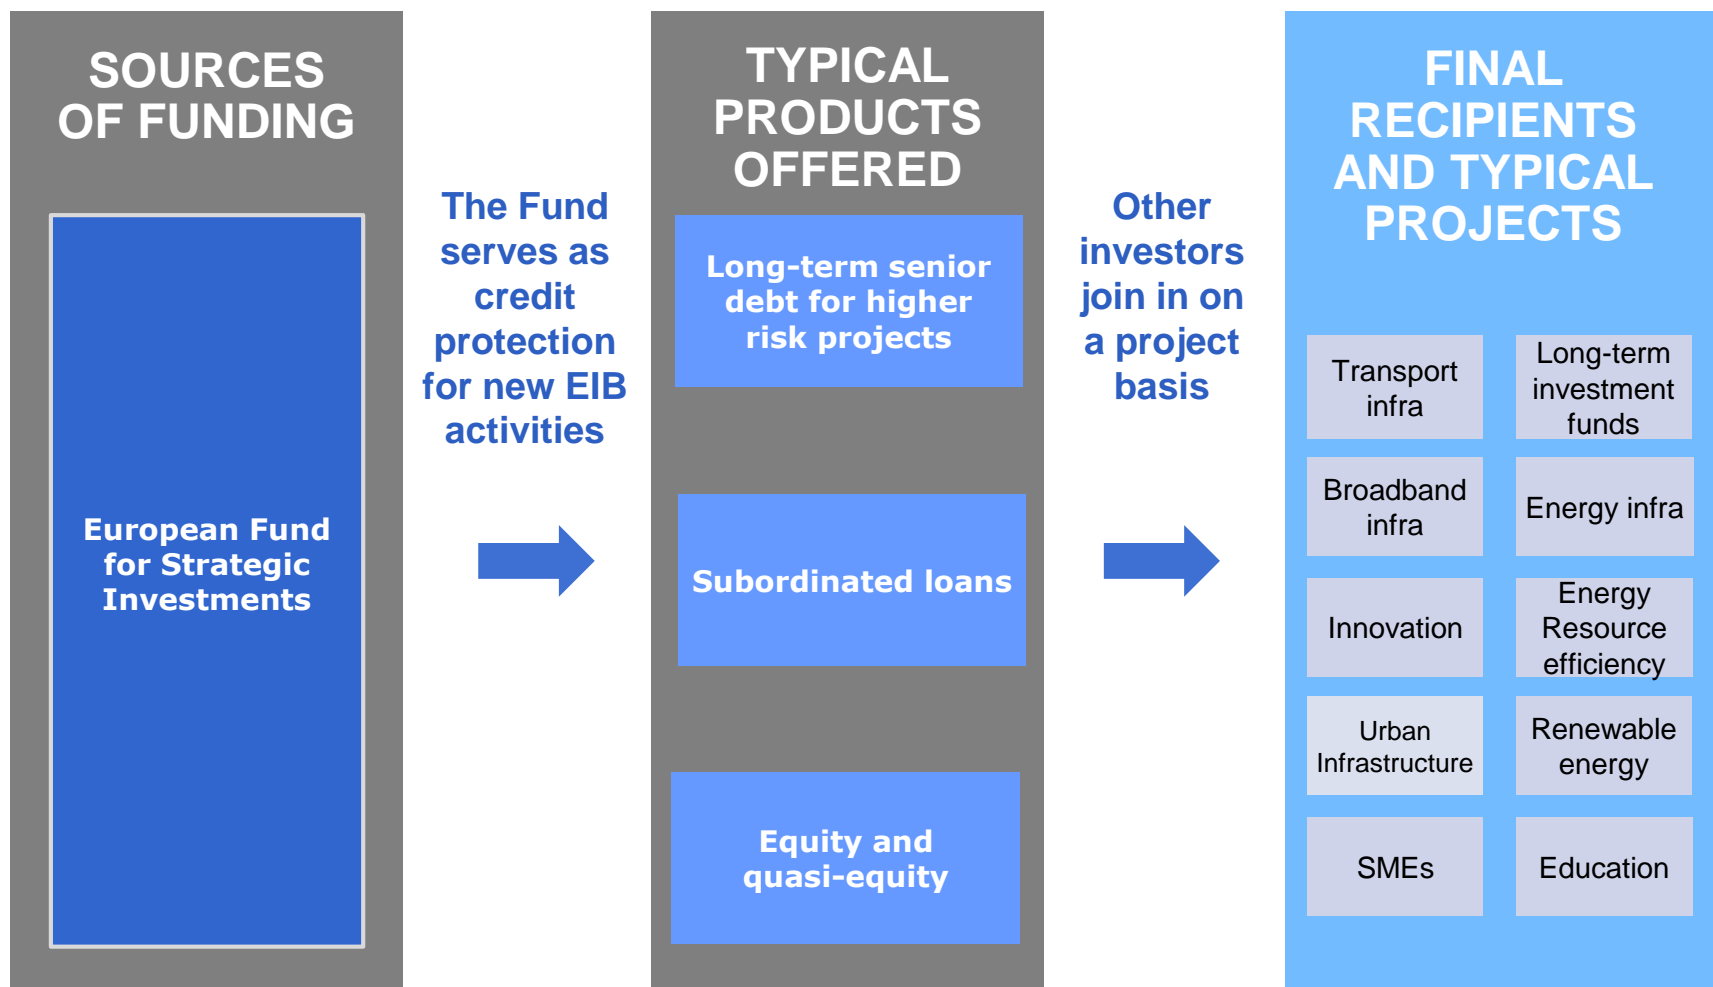 SOURCES
OF FUNDING
European Fund
for Strategic
Investments
The Fund
serves as
credit
protection
for new EIB
activities
TYPICAL
PRODUCTS
OFFERED
Long-term senior
debt for higher
risk projects
Subordinated loans
Equity and
quasi-equity
Other
investors
join in on
a project
basis
FINAL
RECIPIENTS
AND TYPICAL
PROJECTS
Transport
infra
Long-term
investment
funds
Broadband
infra
Energy infra
Innovation
Energy
Resource
efficiency
Urban
Infrastructure
Renewable
energy
SMEs
Education